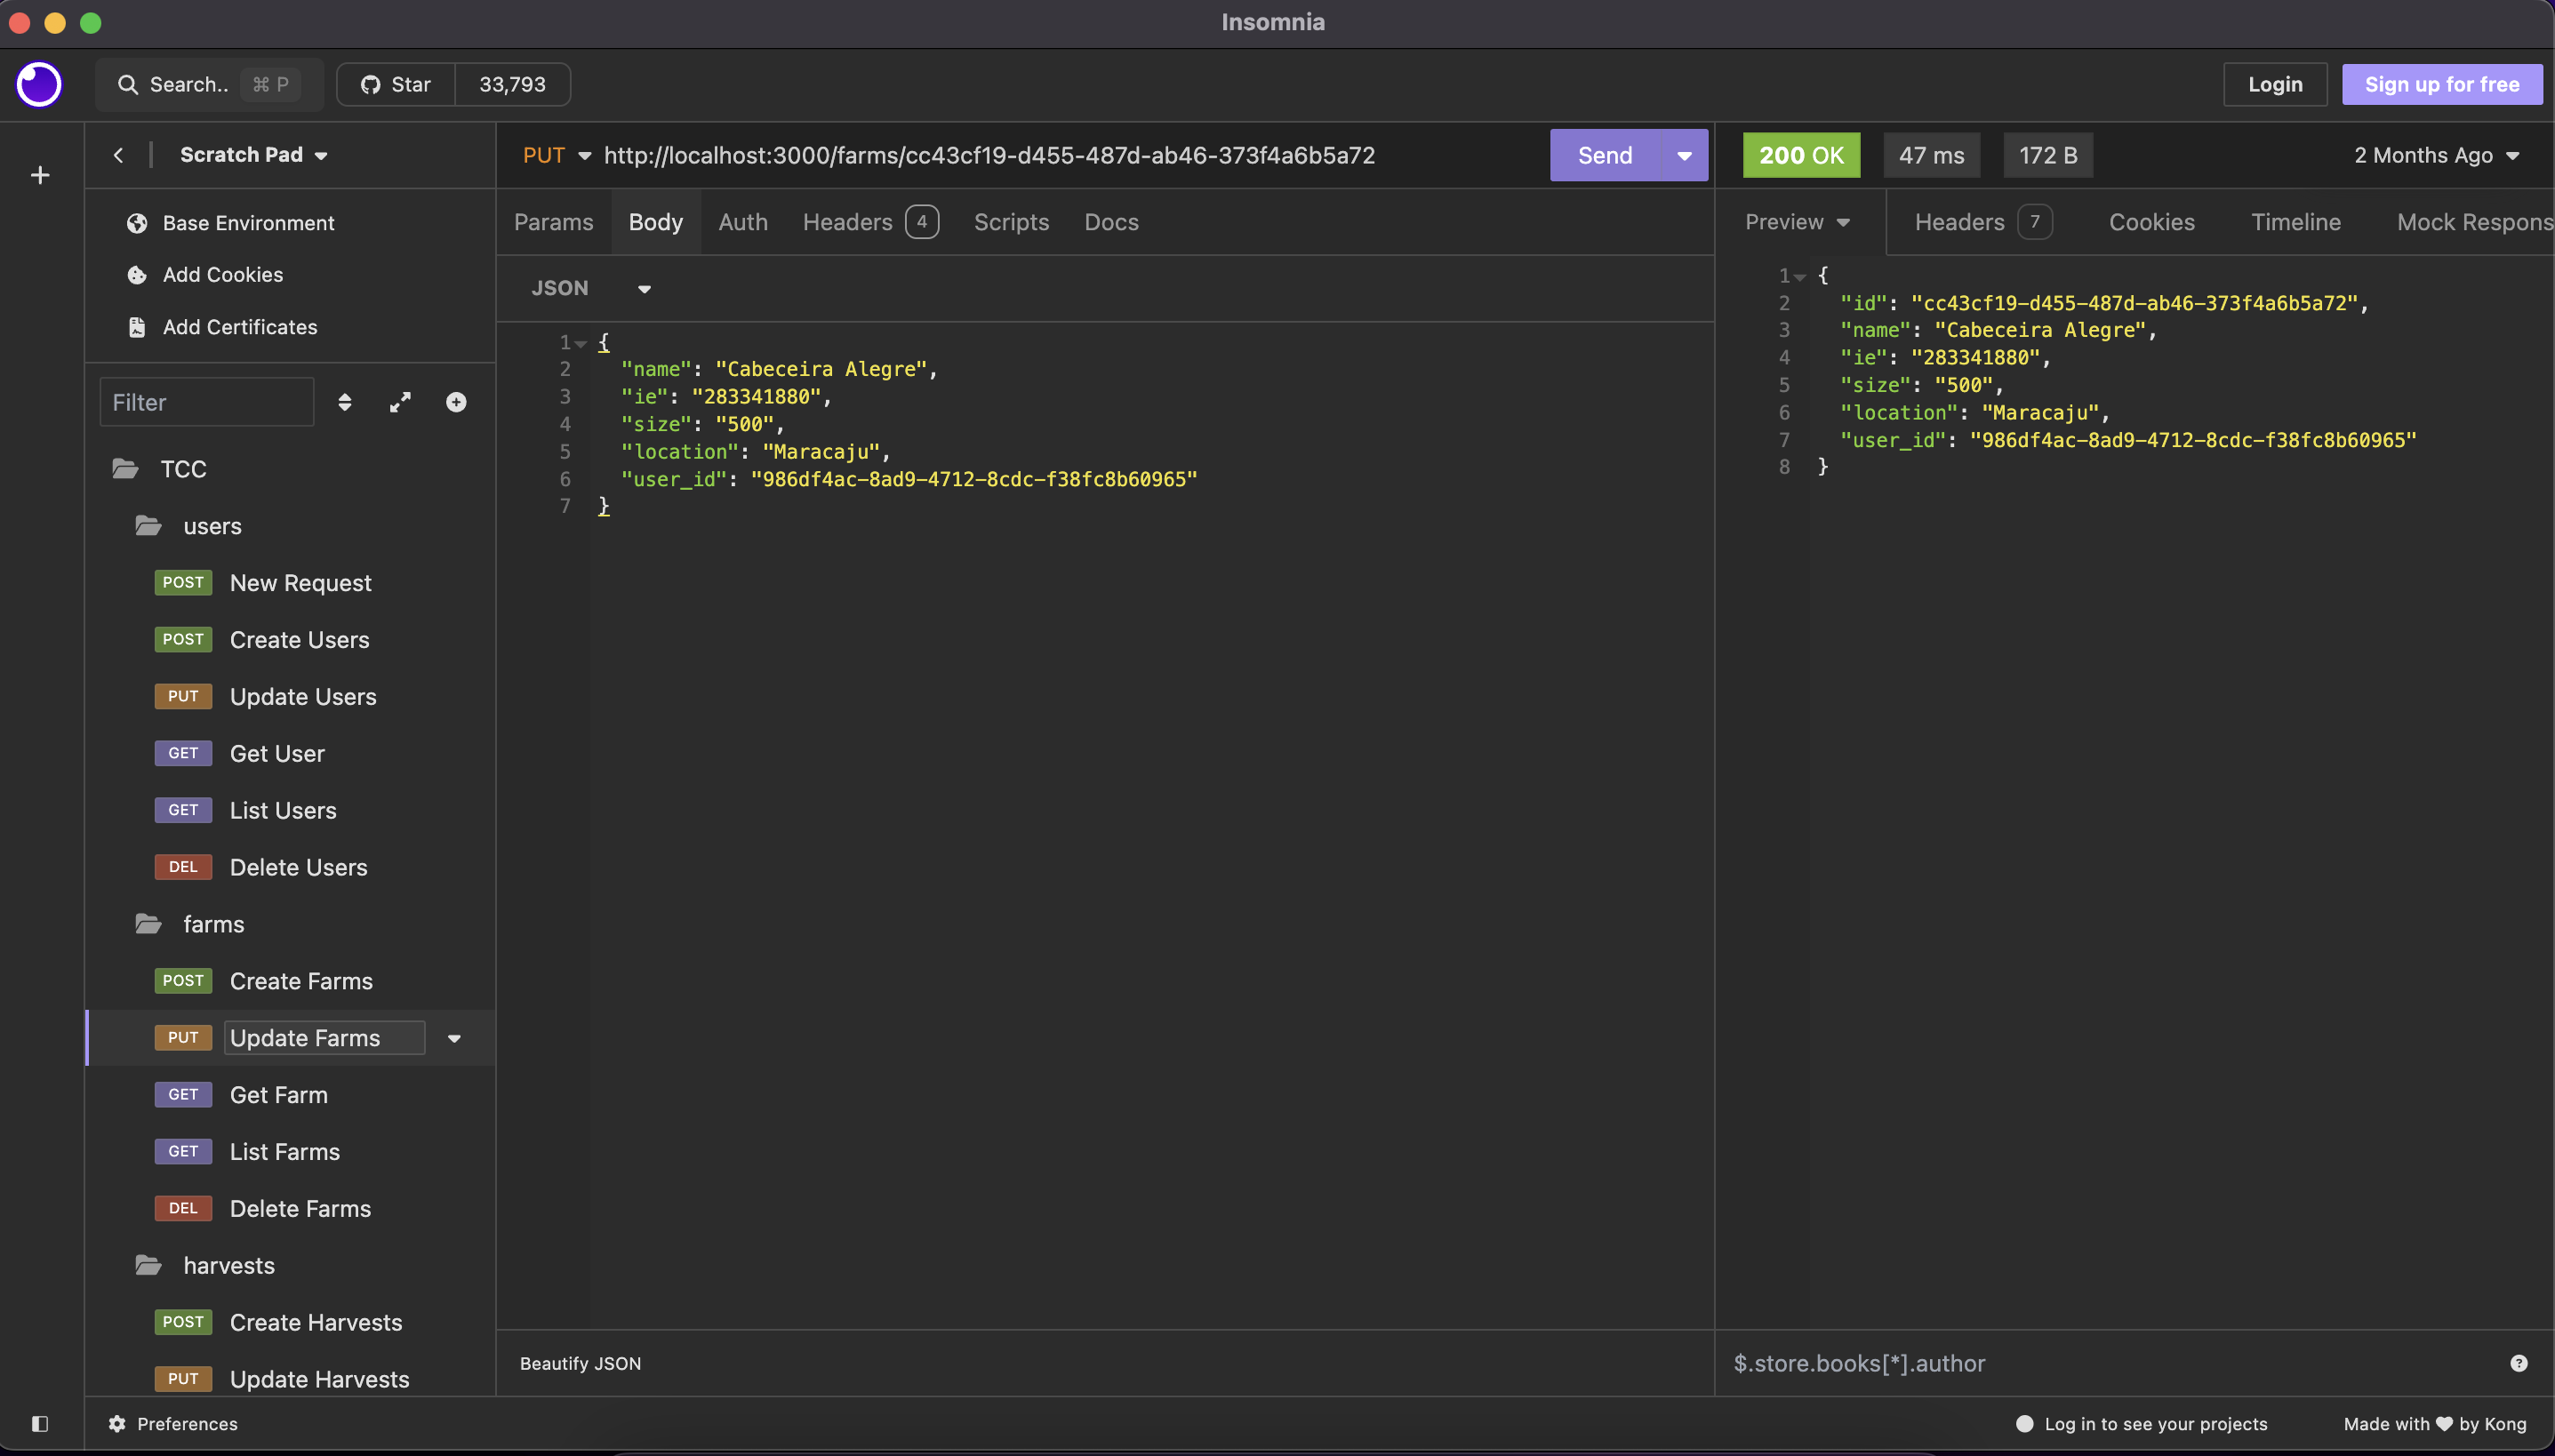 Insomnia
Search.. ⌘ P
Star 33,793
Login
Sign up for free
Scratch Pad
Base Environment
Add Cookies
Add Certificates
Filter
TCC
users
POST New Request
POST Create Users
PUT Update Users
GET Get User
GET List Users
DEL Delete Users
farms
POST Create Farms
PUT Update Farms
GET Get Farm
GET List Farms
DEL Delete Farms
harvests
POST Create Harvests
PUT Update Harvests
PUT http://localhost:3000/farms/cc43cf19-d455-487d-ab46-373f4a6b5a72
Send
Params Body Auth Headers 4 Scripts Docs
JSON
1 {
2 "name": "Cabeceira Alegre",
3 "ie": "283341880",
4 "size": "500",
5 "location": "Maracaju",
6 "user_id": "986df4ac-8ad9-4712-8cdc-f38fc8b60965"
7 }
Beautify JSON
200 OK 47 ms 172 B 2 Months Ago
Preview Headers 7 Cookies Timeline Mock Respons
1 {
2 "id": "cc43cf19-d455-487d-ab46-373f4a6b5a72",
3 "name": "Cabeceira Alegre",
4 "ie": "283341880",
5 "size": "500",
6 "location": "Maracaju",
7 "user_id": "986df4ac-8ad9-4712-8cdc-f38fc8b60965"
8 }
$.store.books[*].author
Preferences
Log in to see your projects
Made with ♥ by Kong